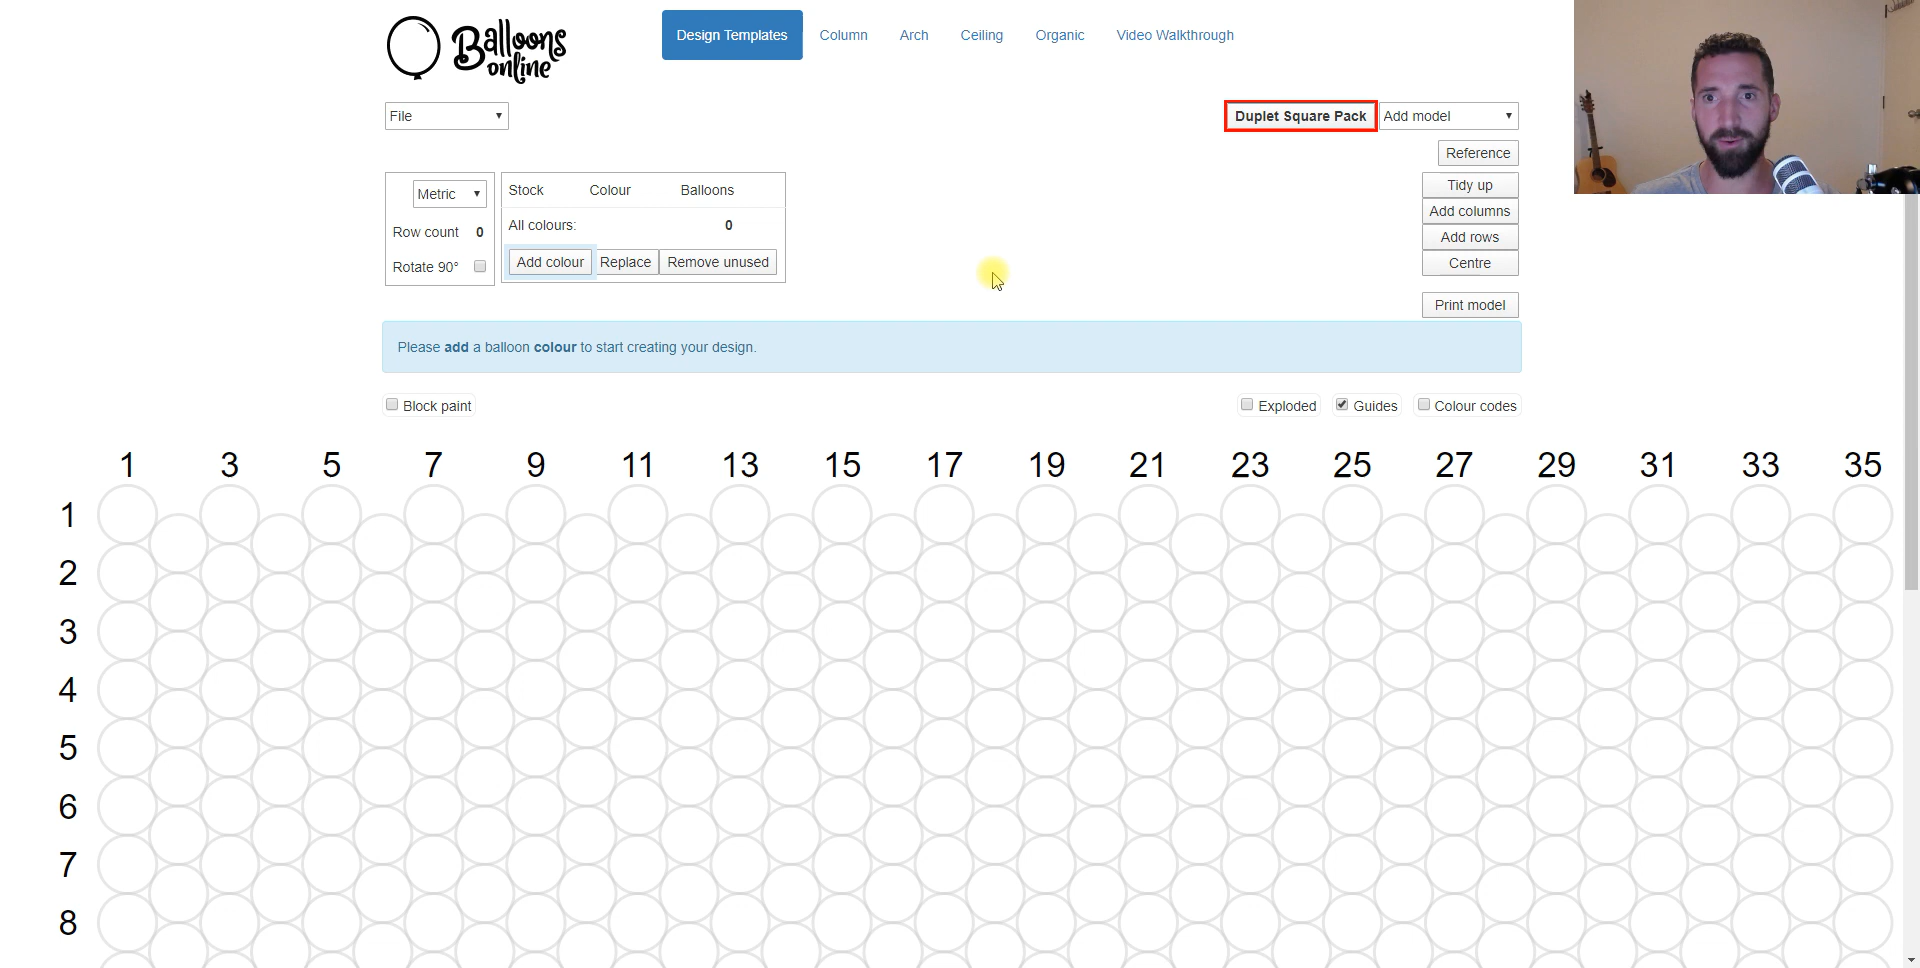 Balloons
online
Design Templates Column Arch Ceiling Organic Video Walkthrough
File
Duplet Square Pack Add model
Reference
Tidy up
Add columns
Add rows
Centre
Print model
Metric
Row count 0
Rotate 90°
Stock Colour Balloons
All colours: 0
Add colour Replace Remove unused
Please add a balloon colour to start creating your design.
Block paint
Exploded Guides Colour codes
1 3 5 7 9 11 13 15 17 19 21 23 25 27 29 31 33 35
1
2
3
4
5
6
7
8